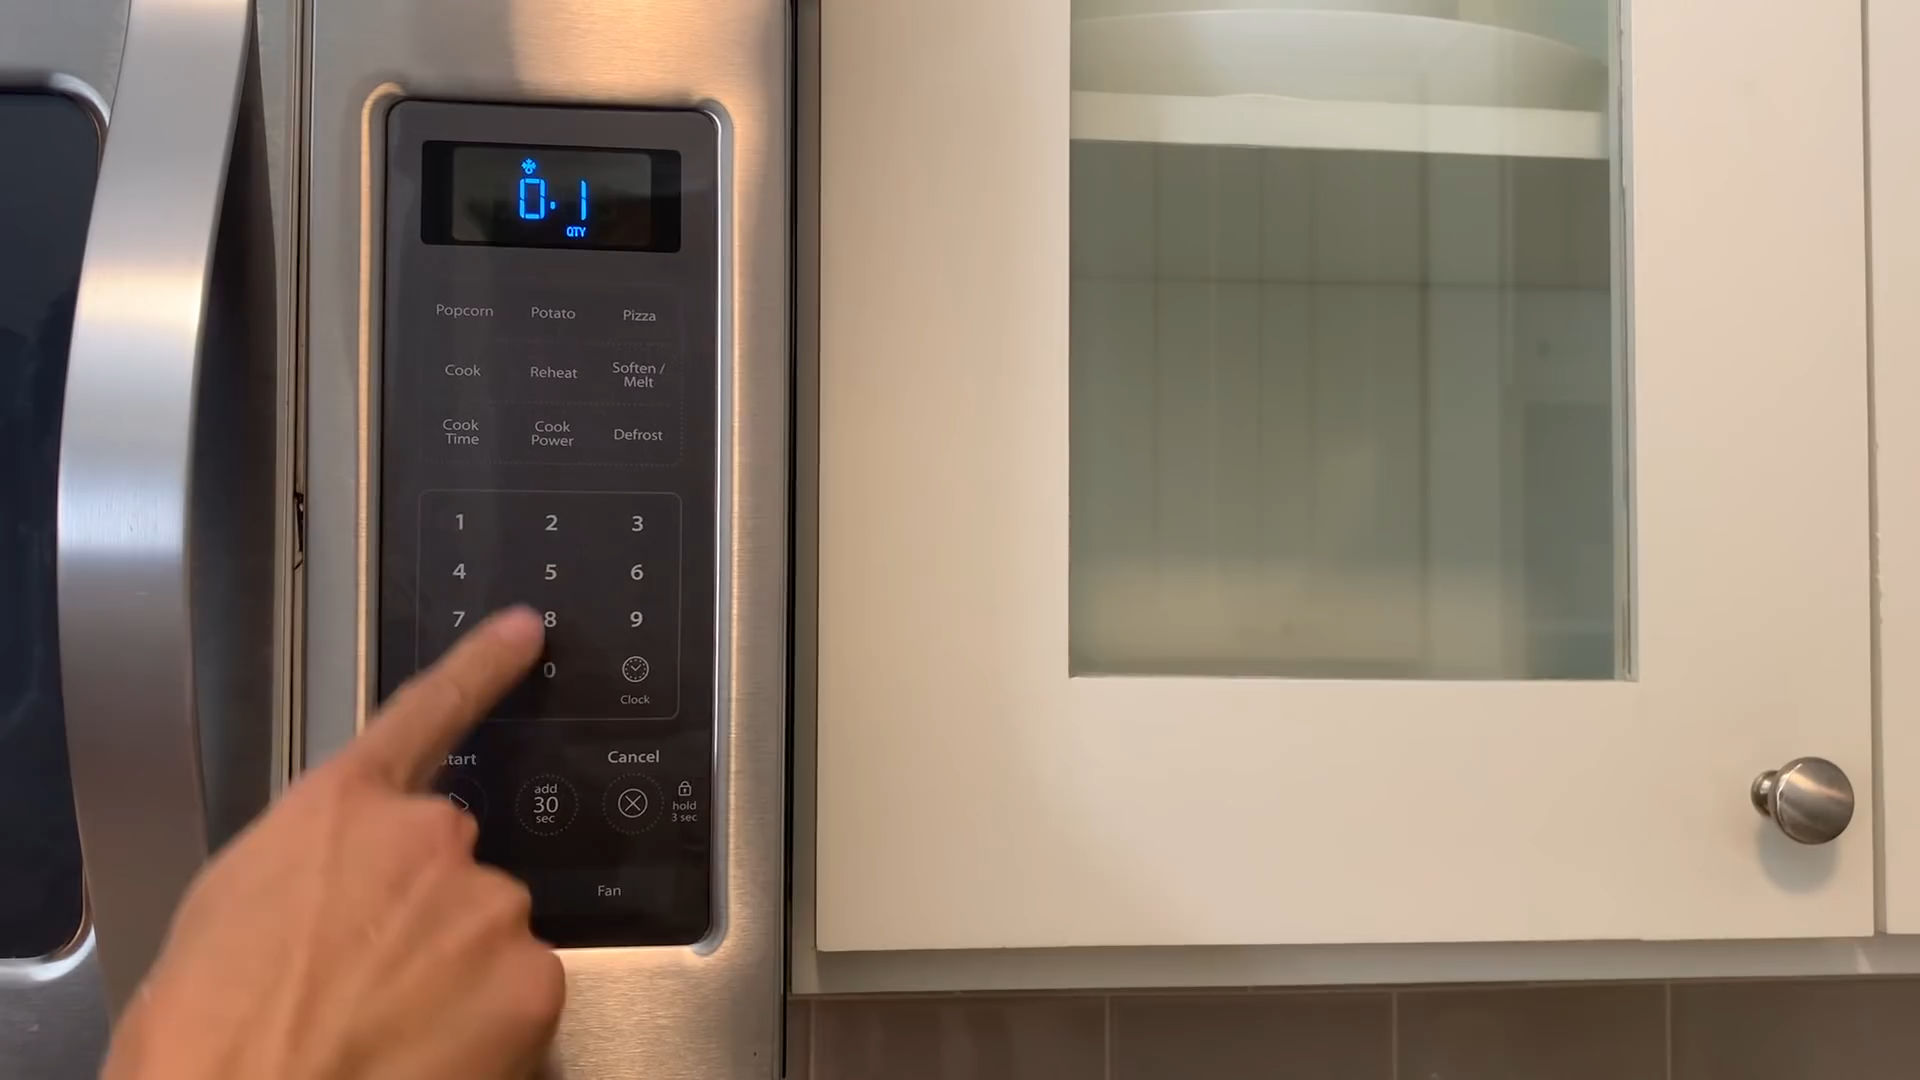 0.1
QTY
Popcorn Potato Pizza
Cook Reheat Soften /
Melt
Cook Cook Defrost
Time Power
1 2 3
4 5 6
7 8 9
0
Clock
Cancel
add
30
sec
hold
3 sec
Fan